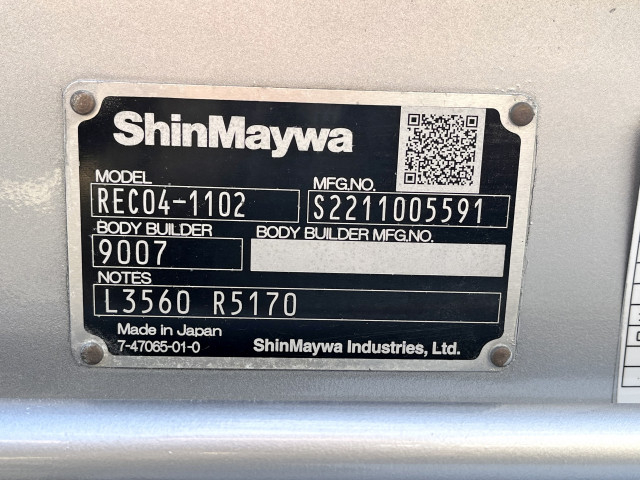 ShinMaywa
MODEL MFG.NO.
REC04-1102 S2211005591
BODY BUILDER BODY BUILDER MFG.NO.
9007
NOTES
L3560 R5170
Made in Japan
7-47065-01-0 ShinMaywa Industries, Ltd.